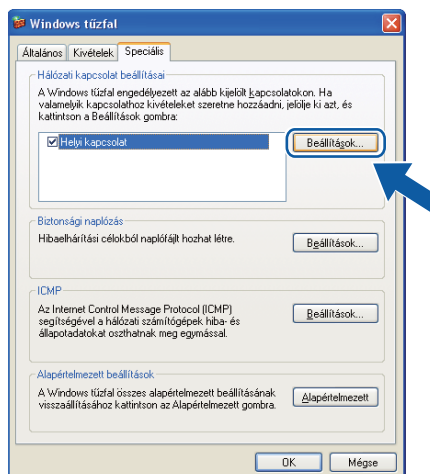 Windows tűzfal
Általános Kivételek Speciális
Hálózati kapcsolat beállításai
A Windows tűzfal engedélyezett az alább kijelölt kapcsolatokon. Ha
valamelyik kapcsolathoz kivételeket szeretne hozzáadni, jelölje ki azt, és
kattintson a Beállítások gombra:
Helyi kapcsolat
Beállítások...
Biztonsági naplózás
Hibaelhárítási célokból naplófájlt hozhat létre.
Beállítások...
ICMP
Az Internet Control Message Protocol (ICMP)
segítségével a hálózati számítógépek hiba- és
állapotadatokat oszthatnak meg egymással.
Beállítások...
Alapértelmezett beállítások
A Windows tűzfal összes alapértelmezett beállításának
visszaállításához kattintson az Alapértelmezett gombra.
Alapértelmezett
OK Mégse